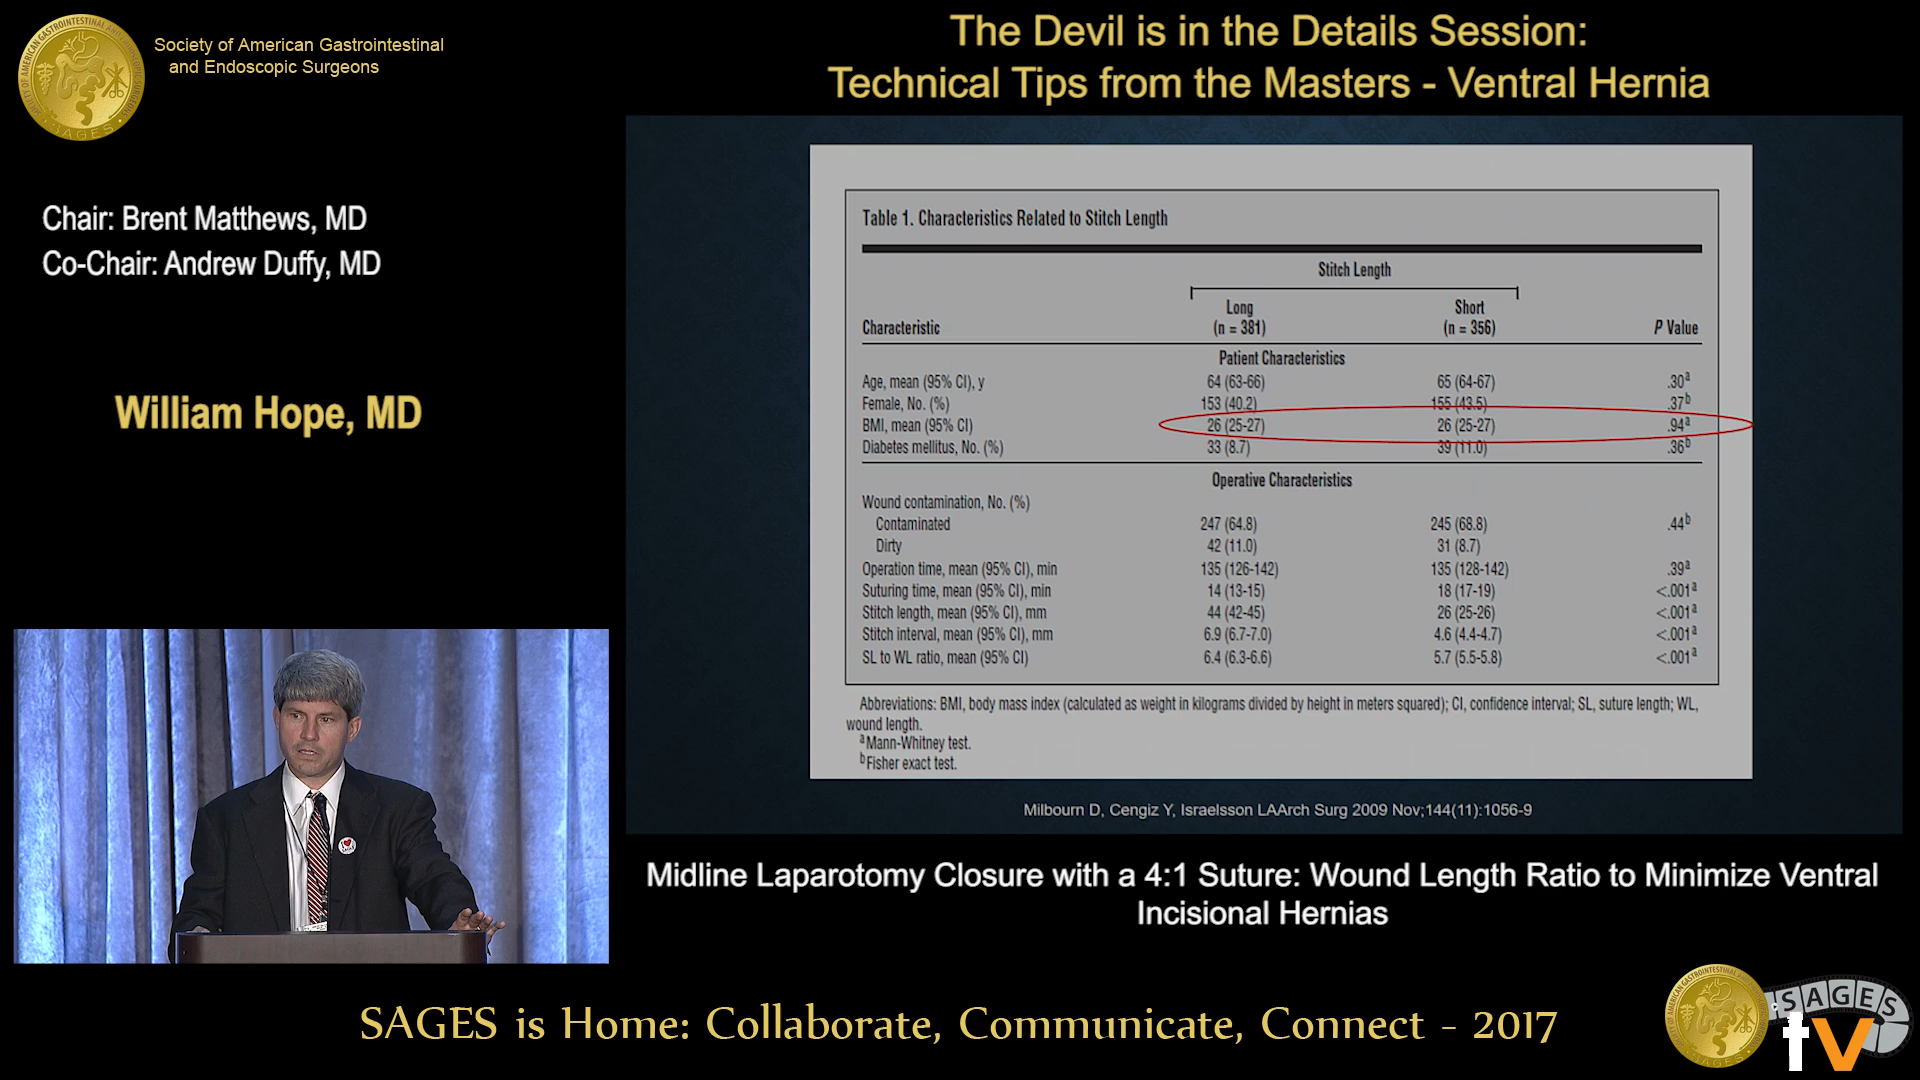 Society of American Gastrointestinal
and Endoscopic Surgeons
The Devil is in the Details Session:
Technical Tips from the Masters - Ventral Hernia
Chair: Brent Matthews, MD
Co-Chair: Andrew Duffy, MD
William Hope, MD
Table 1. Characteristics Related to Stitch Length
Stitch Length
Long Short
Characteristic (n = 381) (n = 356) P Value
Patient Characteristics
Age, mean (95% CI), y 64 (63-66) 65 (64-67) .30a
Female, No. (%) 153 (40.2) 155 (43.5) .37b
BMI, mean (95% CI) 26 (25-27) 26 (25-27) .94a
Diabetes mellitus, No. (%) 33 (8.7) 39 (11.0) .36b
Operative Characteristics
Wound contamination, No. (%)
Contaminated 247 (64.8) 245 (68.8) .44b
Dirty 42 (11.0) 31 (8.7)
Operation time, mean (95% CI), min 135 (126-142) 135 (128-142) .39a
Suturing time, mean (95% CI), min 14 (13-15) 18 (17-19) <.001a
Stitch length, mean (95% CI), mm 44 (42-45) 26 (25-26) <.001a
Stitch interval, mean (95% CI), mm 6.9 (6.7-7.0) 4.6 (4.4-4.7) <.001a
SL to WL ratio, mean (95% CI) 6.4 (6.3-6.6) 5.7 (5.5-5.8) <.001a
Abbreviations: BMI, body mass index (calculated as weight in kilograms divided by height in meters squared); CI, confidence interval; SL, suture length; WL,
wound length.
aMann-Whitney test.
bFisher exact test.
Milbourn D, Cengiz Y, Israelsson LAArch Surg 2009 Nov;144(11):1056-9
Midline Laparotomy Closure with a 4:1 Suture: Wound Length Ratio to Minimize Ventral
Incisional Hernias
SAGES is Home: Collaborate, Communicate, Connect - 2017
SAGES
tv